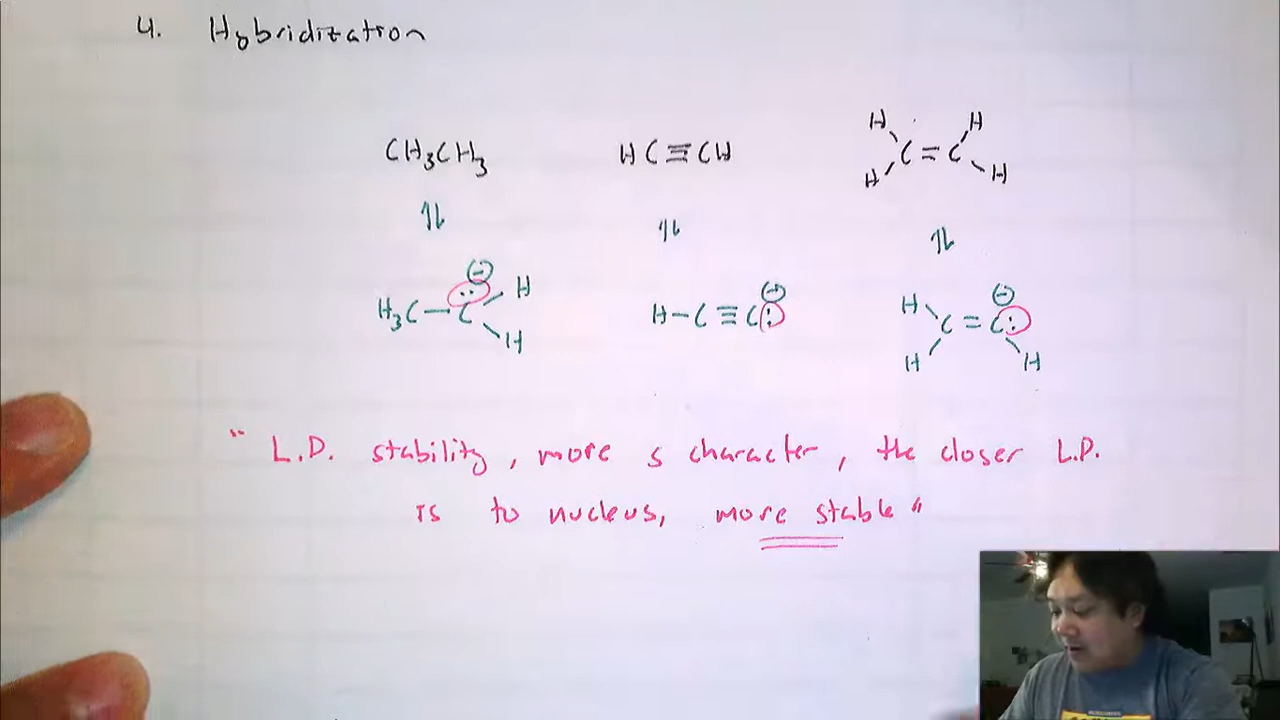 4. Hybridization
CH₃CH₃ HC≡CH H H C=C H H
⇌ ⇌ ⇌
H₃C–C: ⊖ H H H–C≡C: ⊖ H H C=C: ⊖ H
" L.P. stability, more s character, the closer L.P.
is to nucleus, more stable "